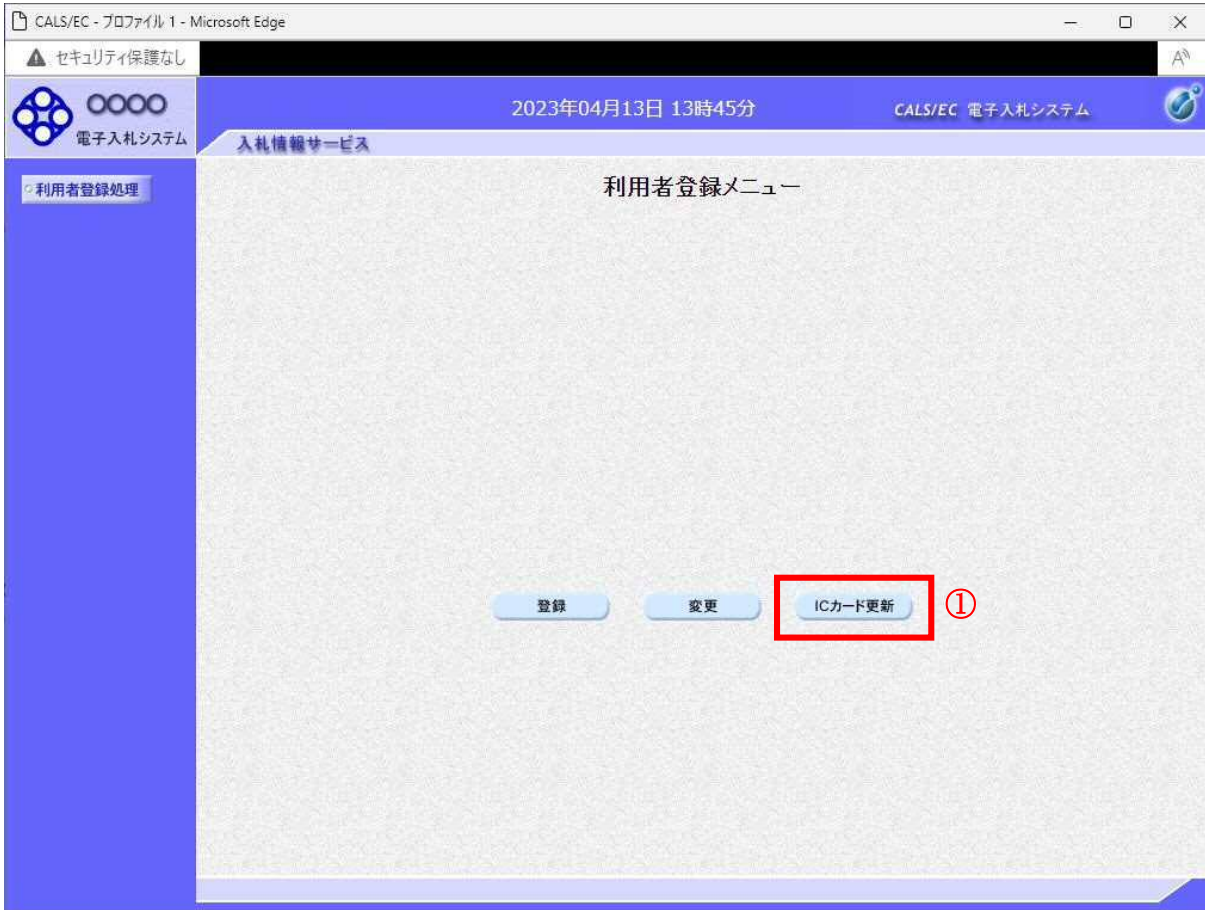 CALS/EC - プロファイル 1 - Microsoft Edge
セキュリティ保護なし
OOOO
電子入札システム
2023年04月13日 13時45分
CALS/EC 電子入札システム
入札情報サービス
利用者登録処理
利用者登録メニュー
登録 変更 ICカード更新 ①